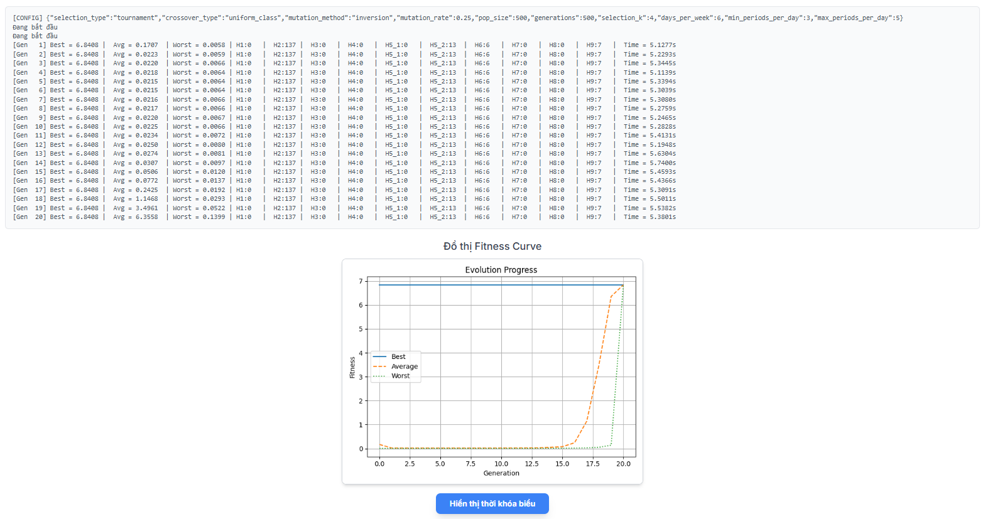 [CONFIG] {"selection_type":"tournament","crossover_type":"uniform_class","mutation_method":"inversion","mutation_rate":0.25,"pop_size":500,"generations":500,"selection_k":4,"days_per_week":6,"min_periods_per_day":3,"max_periods_per_day":5}
Đang bắt đầu
Đang bắt đầu
[Gen 1] Best = 6.8408 | Avg = 0.1707 | Worst = 0.0058 | H1:0 | H2:137 | H3:0 | H4:0 | H5_1:0 | H5_2:13 | H6:6 | H7:0 | H8:0 | H9:7 | Time = 5.1277s
[Gen 2] Best = 6.8408 | Avg = 0.0223 | Worst = 0.0059 | H1:0 | H2:137 | H3:0 | H4:0 | H5_1:0 | H5_2:13 | H6:6 | H7:0 | H8:0 | H9:7 | Time = 5.2293s
[Gen 3] Best = 6.8408 | Avg = 0.0220 | Worst = 0.0066 | H1:0 | H2:137 | H3:0 | H4:0 | H5_1:0 | H5_2:13 | H6:6 | H7:0 | H8:0 | H9:7 | Time = 5.3445s
[Gen 4] Best = 6.8408 | Avg = 0.0218 | Worst = 0.0064 | H1:0 | H2:137 | H3:0 | H4:0 | H5_1:0 | H5_2:13 | H6:6 | H7:0 | H8:0 | H9:7 | Time = 5.1139s
[Gen 5] Best = 6.8408 | Avg = 0.0215 | Worst = 0.0064 | H1:0 | H2:137 | H3:0 | H4:0 | H5_1:0 | H5_2:13 | H6:6 | H7:0 | H8:0 | H9:7 | Time = 5.3394s
[Gen 6] Best = 6.8408 | Avg = 0.0215 | Worst = 0.0064 | H1:0 | H2:137 | H3:0 | H4:0 | H5_1:0 | H5_2:13 | H6:6 | H7:0 | H8:0 | H9:7 | Time = 5.3039s
[Gen 7] Best = 6.8408 | Avg = 0.0216 | Worst = 0.0066 | H1:0 | H2:137 | H3:0 | H4:0 | H5_1:0 | H5_2:13 | H6:6 | H7:0 | H8:0 | H9:7 | Time = 5.3080s
[Gen 8] Best = 6.8408 | Avg = 0.0217 | Worst = 0.0066 | H1:0 | H2:137 | H3:0 | H4:0 | H5_1:0 | H5_2:13 | H6:6 | H7:0 | H8:0 | H9:7 | Time = 5.2759s
[Gen 9] Best = 6.8408 | Avg = 0.0220 | Worst = 0.0067 | H1:0 | H2:137 | H3:0 | H4:0 | H5_1:0 | H5_2:13 | H6:6 | H7:0 | H8:0 | H9:7 | Time = 5.2465s
[Gen 10] Best = 6.8408 | Avg = 0.0225 | Worst = 0.0066 | H1:0 | H2:137 | H3:0 | H4:0 | H5_1:0 | H5_2:13 | H6:6 | H7:0 | H8:0 | H9:7 | Time = 5.2828s
[Gen 11] Best = 6.8408 | Avg = 0.0234 | Worst = 0.0072 | H1:0 | H2:137 | H3:0 | H4:0 | H5_1:0 | H5_2:13 | H6:6 | H7:0 | H8:0 | H9:7 | Time = 5.4131s
[Gen 12] Best = 6.8408 | Avg = 0.0250 | Worst = 0.0080 | H1:0 | H2:137 | H3:0 | H4:0 | H5_1:0 | H5_2:13 | H6:6 | H7:0 | H8:0 | H9:7 | Time = 5.1948s
[Gen 13] Best = 6.8408 | Avg = 0.0274 | Worst = 0.0081 | H1:0 | H2:137 | H3:0 | H4:0 | H5_1:0 | H5_2:13 | H6:6 | H7:0 | H8:0 | H9:7 | Time = 5.6304s
[Gen 14] Best = 6.8408 | Avg = 0.0307 | Worst = 0.0097 | H1:0 | H2:137 | H3:0 | H4:0 | H5_1:0 | H5_2:13 | H6:6 | H7:0 | H8:0 | H9:7 | Time = 5.7400s
[Gen 15] Best = 6.8408 | Avg = 0.0506 | Worst = 0.0120 | H1:0 | H2:137 | H3:0 | H4:0 | H5_1:0 | H5_2:13 | H6:6 | H7:0 | H8:0 | H9:7 | Time = 5.4593s
[Gen 16] Best = 6.8408 | Avg = 0.0772 | Worst = 0.0137 | H1:0 | H2:137 | H3:0 | H4:0 | H5_1:0 | H5_2:13 | H6:6 | H7:0 | H8:0 | H9:7 | Time = 5.4366s
[Gen 17] Best = 6.8408 | Avg = 0.2425 | Worst = 0.0192 | H1:0 | H2:137 | H3:0 | H4:0 | H5_1:0 | H5_2:13 | H6:6 | H7:0 | H8:0 | H9:7 | Time = 5.3091s
[Gen 18] Best = 6.8408 | Avg = 1.1468 | Worst = 0.0293 | H1:0 | H2:137 | H3:0 | H4:0 | H5_1:0 | H5_2:13 | H6:6 | H7:0 | H8:0 | H9:7 | Time = 5.5011s
[Gen 19] Best = 6.8408 | Avg = 3.4961 | Worst = 0.0522 | H1:0 | H2:137 | H3:0 | H4:0 | H5_1:0 | H5_2:13 | H6:6 | H7:0 | H8:0 | H9:7 | Time = 5.5382s
[Gen 20] Best = 6.8408 | Avg = 6.3558 | Worst = 0.1399 | H1:0 | H2:137 | H3:0 | H4:0 | H5_1:0 | H5_2:13 | H6:6 | H7:0 | H8:0 | H9:7 | Time = 5.3801s
Đồ thị Fitness Curve
Evolution Progress
7
6
5
4
3
2
1
0
Fitness
Best
Average
Worst
0.0 2.5 5.0 7.5 10.0 12.5 15.0 17.5 20.0
Generation
Hiển thị thời khóa biểu